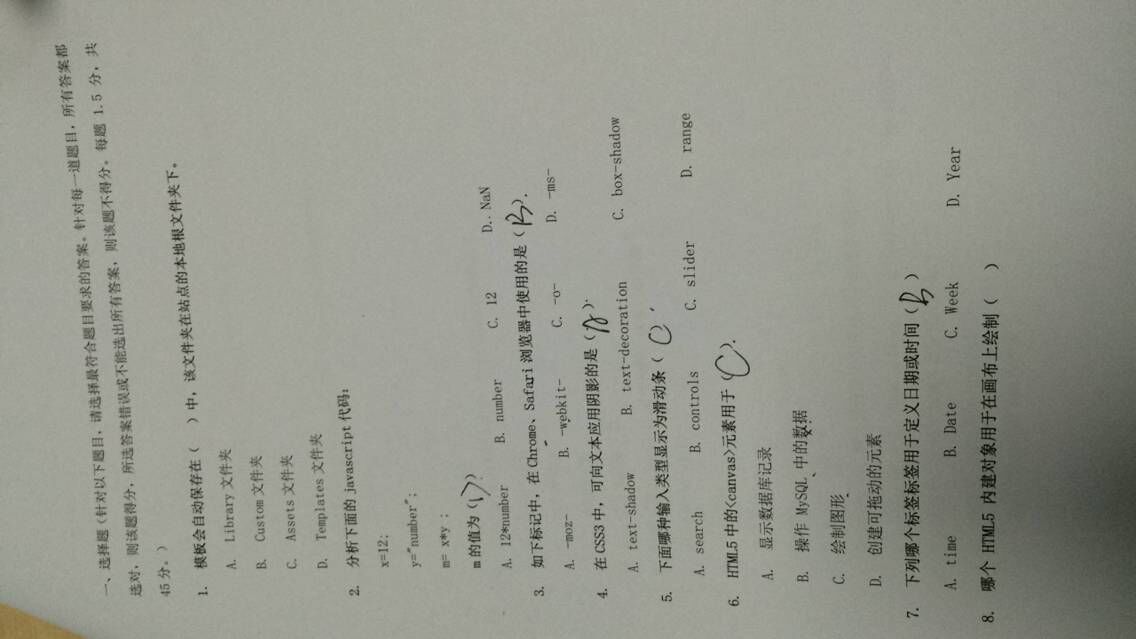 一、选择题（针对以下题目，请选择最符合题目要求的答案。针对每一道题目，所有答案都
选对，则该题得分，所选答案错误或不能选出所有答案，则该题不得分。每题 1.5 分，共
45 分。）
1. 模板会自动保存在（ ）中，该文件夹在站点的本地根文件夹下。
A. Library 文件夹
B. Custom 文件夹
C. Assets 文件夹
D. Templates 文件夹
2. 分析下面的 javascript 代码：
x=12;
y="number";
m= x*y ;
m 的值为（ ）
A. 12*number B. number C. 12 D. NaN
3. 如下标记中，在 Chrome、Safari 浏览器中使用的是（B）.
A. -moz- B. -webkit- C. -o- D. -ms-
4. 在 CSS3 中，可向文本应用阴影的是（A）.
A. text-shadow B. text-decoration C. box-shadow
5. 下面哪种输入类型显示为滑动条（ C
A. search B. controls C. slider D. range
6. HTML5 中的<canvas>元素用于（C）.
A. 显示数据库记录
B. 操作 MySQL 中的数据
C. 绘制图形
D. 创建可拖动的元素
7. 下列哪个标签标签用于定义日期或时间（B）
A. time B. Date C. Week D. Year
8. 哪个 HTML5 内建对象用于在画布上绘制（ ）